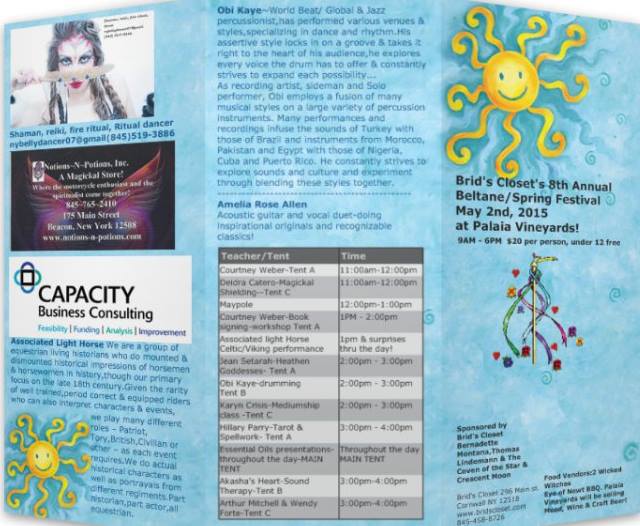 Shaman, reiki, fire ritual, Ritual dancer
nybellydancer07@gmail(845)519-3886
Notions~N~Potions, Inc.
A Magickal Store!
Where the motorcycle enthusiast and the
spiritualist come together!
845~765~2410
175 Main Street
Beacon, New York 12508
www.notions-n-potions.com
CAPACITY
Business Consulting
Feasibility | Funding | Analysis | Improvement
Associated Light Horse We are a group of
equestrian living historians who do mounted &
dismounted historical impressions of horsemen
& horsewomen in history,though our primary
focus on the late 18th century.Given the rarity
of well trained,period correct & equipped riders
who can also interpret characters & events,
we play many different
roles - Patriot,
Tory,British,Civilian or
other - as each event
requires.We do actual
historical characters as
well as portrayals from
different regiments.Part
historian,part actor,all
equestrian.
Obi Kaye~World Beat/ Global & Jazz
percussionist,has performed various venues &
styles,specializing in dance and rhythm.His
assertive style locks in on a groove & takes it
right to the heart of his audience,he explores
every voice the drum has to offer & constantly
strives to expand each possibility...
As recording artist, sideman and Solo
performer, Obi employs a fusion of many
musical styles on a large variety of percussion
instruments. Many performances and
recordings infuse the sounds of Turkey with
those of Brazil and instruments from Morocco,
Pakistan and Egypt with those of Nigeria,
Cuba and Puerto Rico. He constantly strives to
explore sounds and culture and experiment
through blending these styles together.
Amelia Rose Allen
Acoustic guitar and vocal duet-doing
Inspirational originals and recognizable
classics!
Teacher/Tent Time
Courtney Weber-Tent A 11:00am-12:00pm
Deidra Catero-Magickal 11:00am-12:00pm
Shielding--Tent C
Maypole 12:00pm-1:00pm
Courtney Weber-Book 1PM - 2:00pm
signing-workshop Tent A
Associated light Horse 1pm & surprises
Celtic/Viking performance thru the day!
Jean Setarah-Heathen 2:00pm - 3:00pm
Goddesses- Tent A
Obi Kaye-drumming 2:00pm - 3:00pm
Tent B
Karyn Crisis-Mediumship 2:00pm - 3:00pm
class -Tent C
Hillary Parry-Tarot & 3:00pm - 4:00pm
Spellwork- Tent A
Essential Oils presentations- Throughout the day
throughout the day-MAIN MAIN TENT
TENT
Akasha's Heart-Sound 3:00pm-4:00pm
Therapy-Tent B
Arthur Mitchell & Wendy 3:00pm-4:00pm
Forte-Tent C
Brid's Closet's 8th Annual
Beltane/Spring Festival
May 2nd, 2015
at Palaia Vineyards!
9AM - 6PM $20 per person, under 12 free
Sponsored by
Brid's Closet
Bernadette
Montana,Thomas
Lindemann & The
Coven of the Star &
Crescent Moon
Brid's Closet 296 Main st.
Cornwall NY 12518
www.bridscloset.com
845-458-8726
Food Vendors:2 Wicked
Witches
Eye of Newt BBQ. Palaia
Vineyards will be selling
Mead, Wine & Craft Beer!